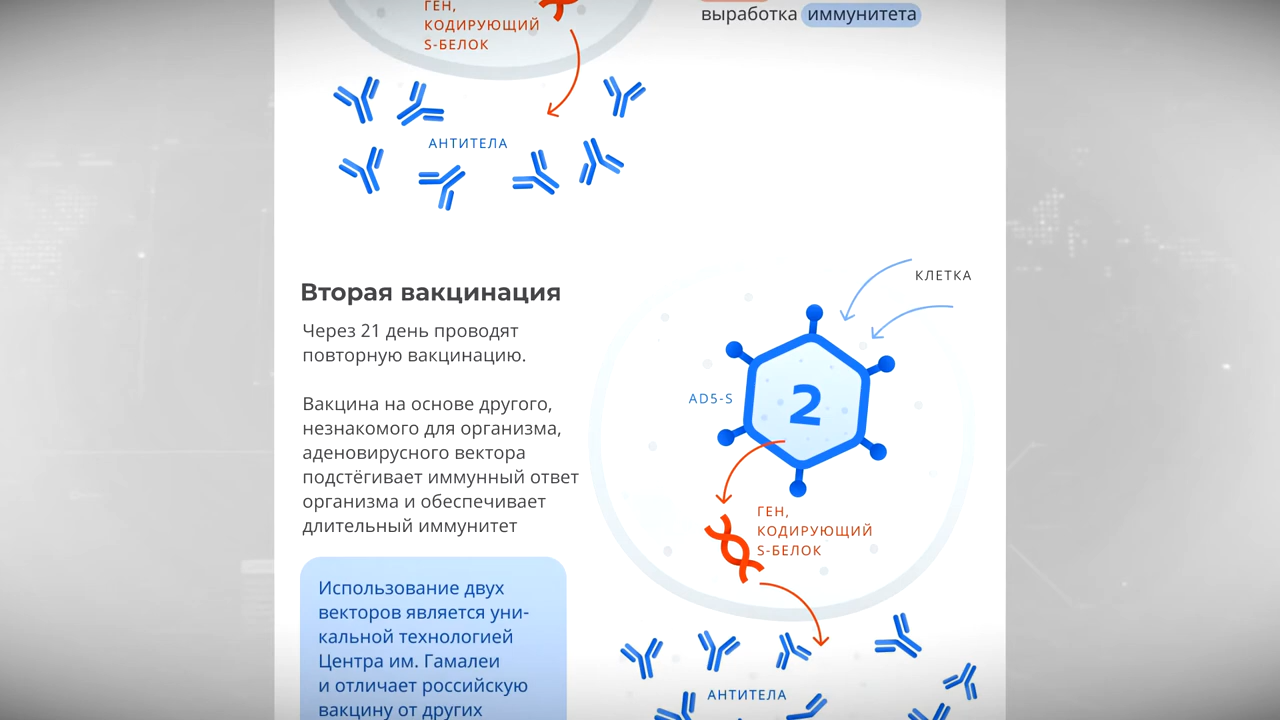 ГЕН,
КОДИРУЮЩИЙ
S-БЕЛОК
выработка иммунитета
АНТИТЕЛА
Вторая вакцинация
Через 21 день проводят
повторную вакцинацию.
Вакцина на основе другого,
незнакомого для организма,
аденовирусного вектора
подстёгивает иммунный ответ
организма и обеспечивает
длительный иммунитет
Использование двух
векторов является уни-
кальной технологией
Центра им. Гамалеи
и отличает российскую
вакцину от других
КЛЕТКА
AD5-S
2
ГЕН,
КОДИРУЮЩИЙ
S-БЕЛОК
АНТИТЕЛА